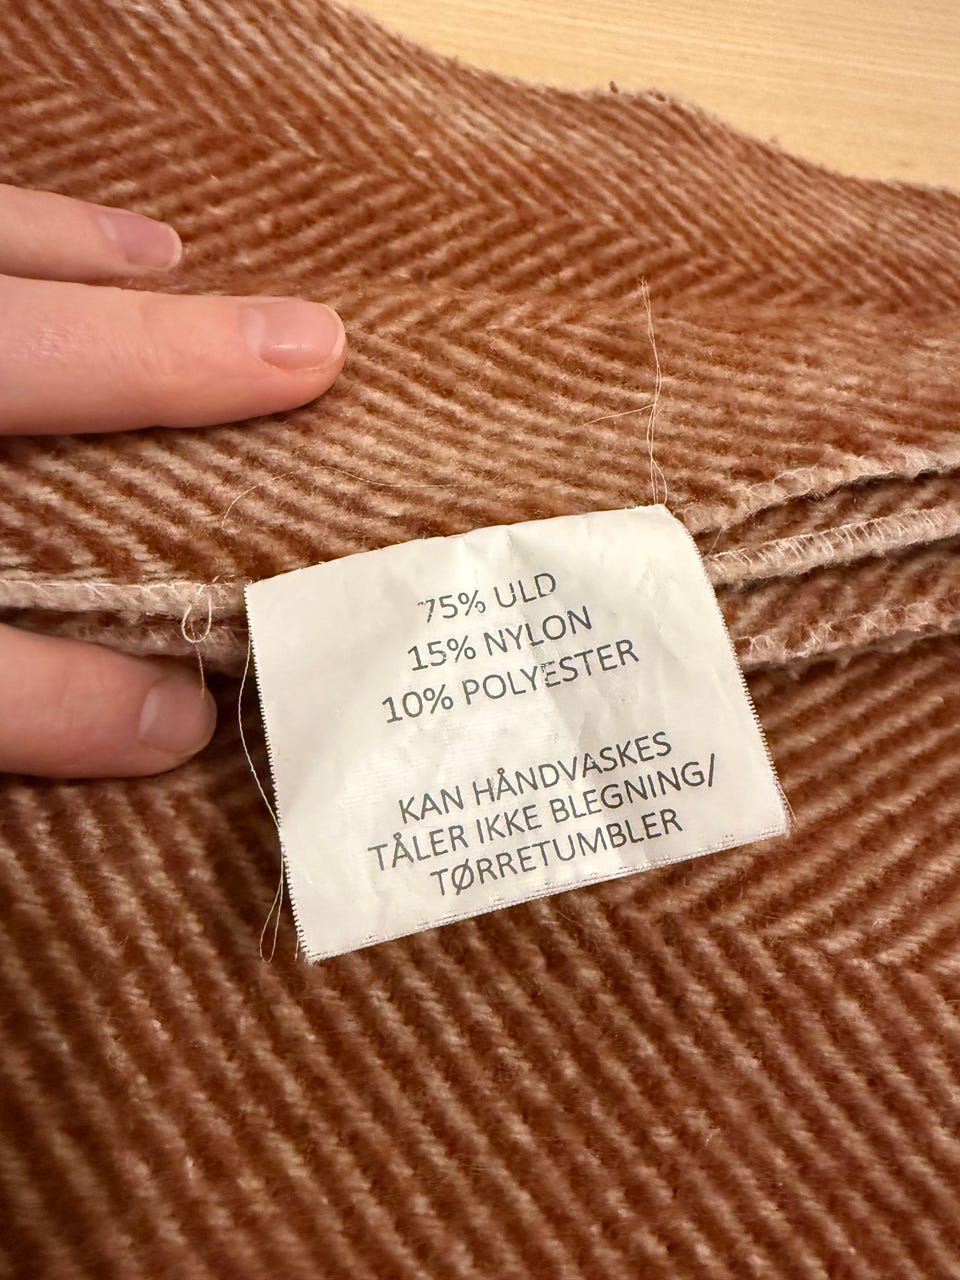 75% ULD
15% NYLON
10% POLYESTER
KAN HÅNDVASKES
TÅLER IKKE BLEGNING/
TØRRETUMBLER